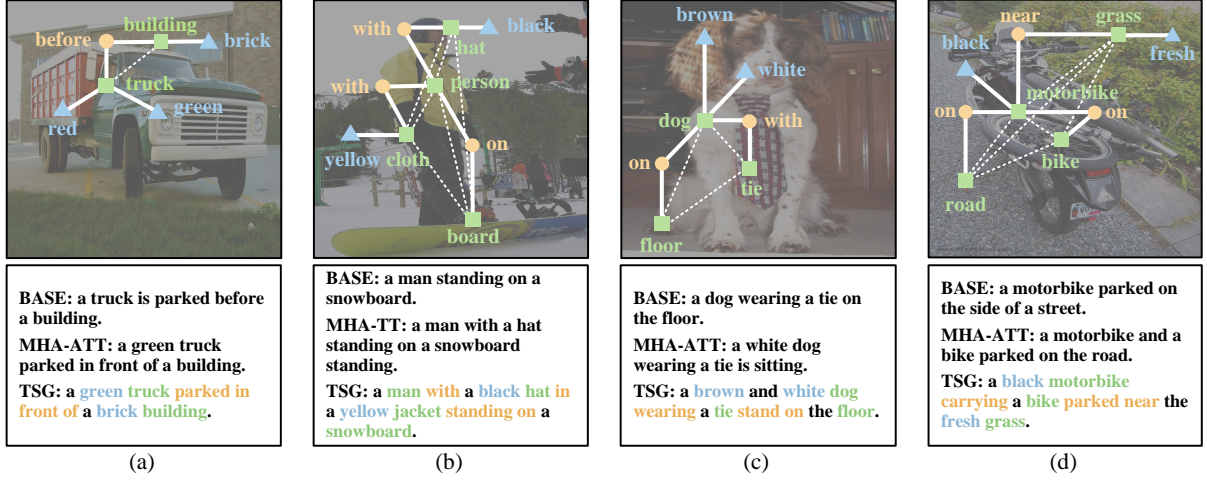 building
before
brick
truck
green
red
with
black
hat
person
with
on
yellow cloth
board
brown
white
dog
with
on
tie
floor
near
grass
black
fresh
motorbike
on
on
bike
road
BASE: a truck is parked before
a building.
MHA-ATT: a green truck
parked in front of a building.
TSG: a green truck parked in
front of a brick building.
BASE: a man standing on a
snowboard.
MHA-TT: a man with a hat
standing on a snowboard
standing.
TSG: a man with a black hat in
a yellow jacket standing on a
snowboard.
BASE: a dog wearing a tie on
the floor.
MHA-ATT: a white dog
wearing a tie is sitting.
TSG: a brown and white dog
wearing a tie stand on the floor.
BASE: a motorbike parked on
the side of a street.
MHA-ATT: a motorbike and a
bike parked on the road.
TSG: a black motorbike
carrying a bike parked near the
fresh grass.
(a)
(b)
(c)
(d)